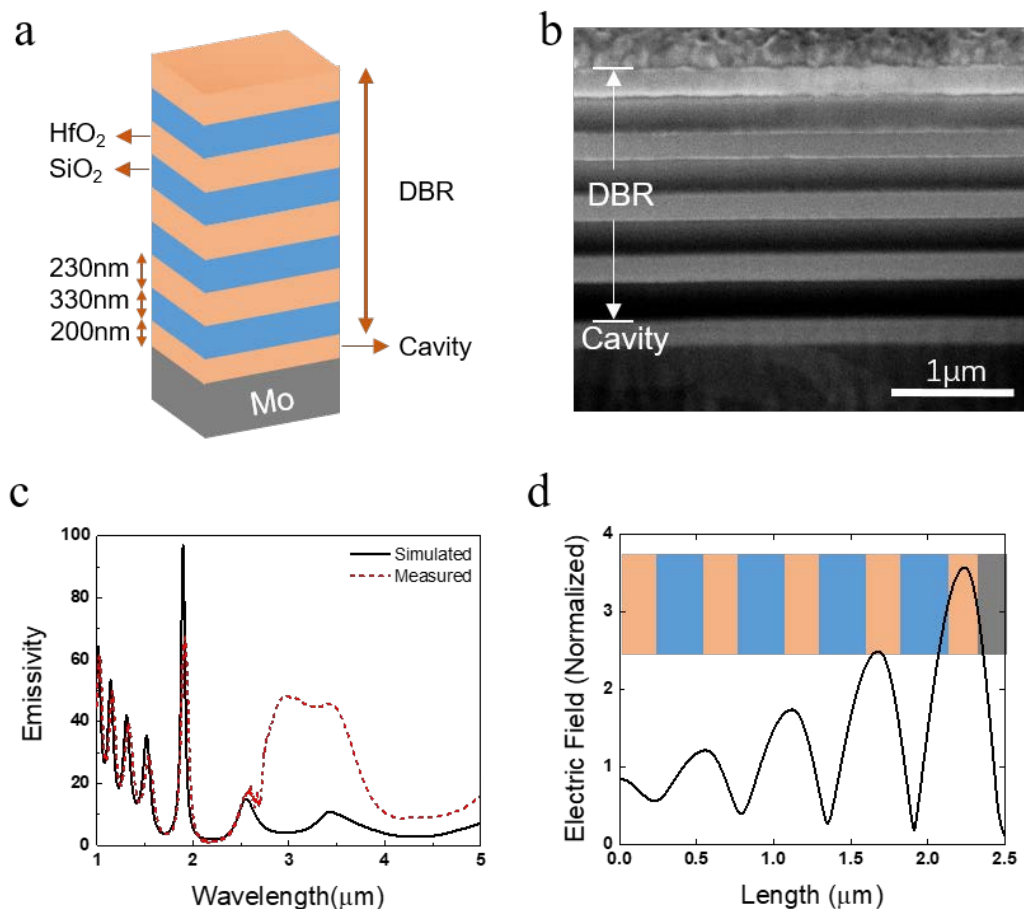 a
HfO₂
SiO₂
230nm
330nm
200nm
DBR
Cavity
Mo
b
DBR
Cavity
1μm
c
100
80
60
40
20
0
Emissivity
Simulated
Measured
1
2
3
4
5
Wavelength(μm)
d
4
3
2
1
0
Electric Field (Normalized)
0.0
0.5
1.0
1.5
2.0
2.5
Length (μm)